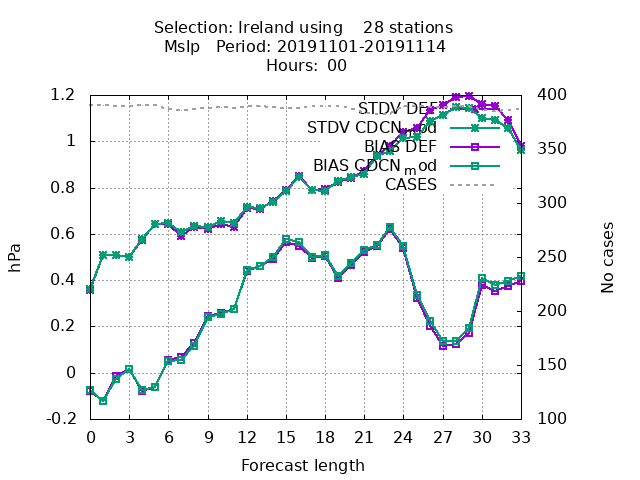 Selection: Ireland using    28 stations
Mslp   Period: 20191101-20191114
Hours: 00
1.2
1
0.8
0.6
0.4
0.2
0
-0.2
hPa
400
350
300
250
200
150
100
No cases
STDV DEF
STDV CDCN_mod
BIAS DEF
BIAS CDCN_mod
CASES
0 3 6 9 12 15 18 21 24 27 30 33
Forecast length